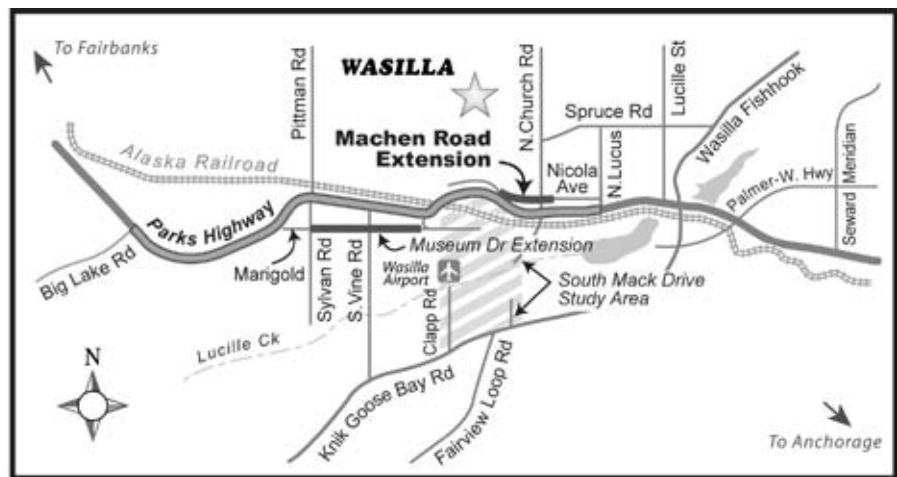 To Fairbanks
Pittman Rd
WASILLA
N.Church Rd
Lucille St
Spruce Rd
Wasilla Fishhook
Machen Road
Extension
Alaska Railroad
Nicola
Ave
N.Lucus
Palmer-W. Hwy
Seward Meridian
Parks Highway
Big Lake Rd
Marigold
Sylvan Rd
S.Vine Rd
Museum Dr Extension
Wasilla
Airport
Clapp Rd
South Mack Drive
Study Area
Lucille Ck
N
Knik Goose Bay Rd
Fairview Loop Rd
To Anchorage